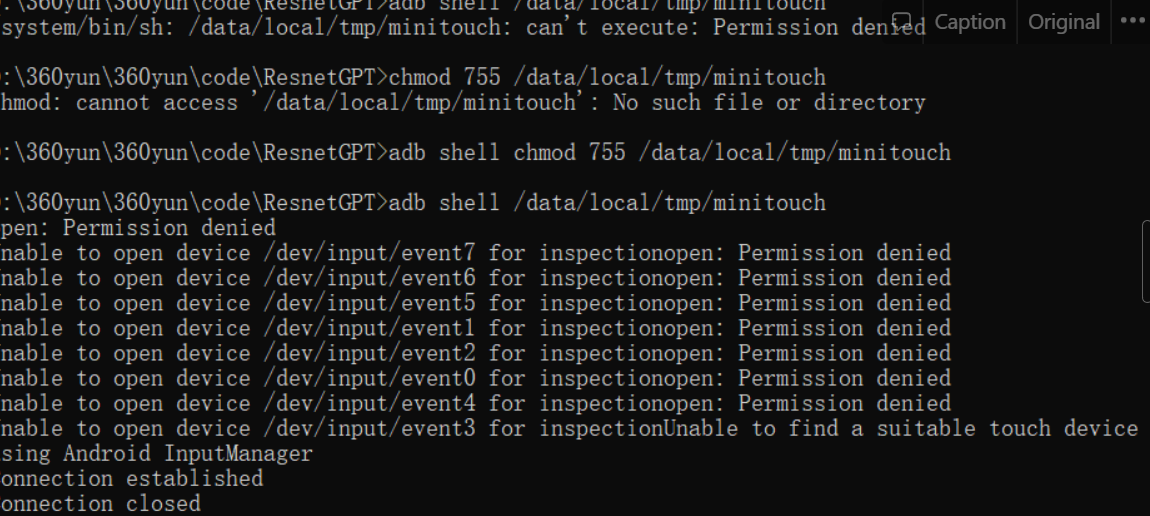 :\360yun\360yun\code\ResnetGPT>adb shell /data/local/tmp/minitouch
system/bin/sh: /data/local/tmp/minitouch: can't execute: Permission denied
Caption Original
:\360yun\360yun\code\ResnetGPT>chmod 755 /data/local/tmp/minitouch
hmod: cannot access '/data/local/tmp/minitouch': No such file or directory
:\360yun\360yun\code\ResnetGPT>adb shell chmod 755 /data/local/tmp/minitouch
:\360yun\360yun\code\ResnetGPT>adb shell /data/local/tmp/minitouch
pen: Permission denied
nable to open device /dev/input/event7 for inspectionopen: Permission denied
nable to open device /dev/input/event6 for inspectionopen: Permission denied
nable to open device /dev/input/event5 for inspectionopen: Permission denied
nable to open device /dev/input/event1 for inspectionopen: Permission denied
nable to open device /dev/input/event2 for inspectionopen: Permission denied
nable to open device /dev/input/event0 for inspectionopen: Permission denied
nable to open device /dev/input/event4 for inspectionopen: Permission denied
nable to open device /dev/input/event3 for inspectionUnable to find a suitable touch device
sing Android InputManager
onnection established
onnection closed